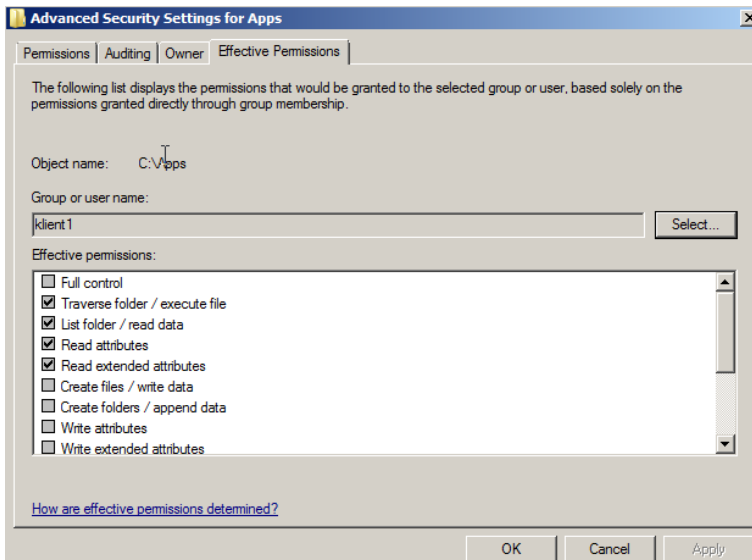 Advanced Security Settings for Apps
Permissions Auditing Owner Effective Permissions
The following list displays the permissions that would be granted to the selected group or user, based solely on the
permissions granted directly through group membership.
Object name: C:\Apps
Group or user name:
klient1 Select...
Effective permissions:
Full control
Traverse folder / execute file
List folder / read data
Read attributes
Read extended attributes
Create files / write data
Create folders / append data
Write attributes
Write extended attributes
How are effective permissions determined?
OK Cancel Apply